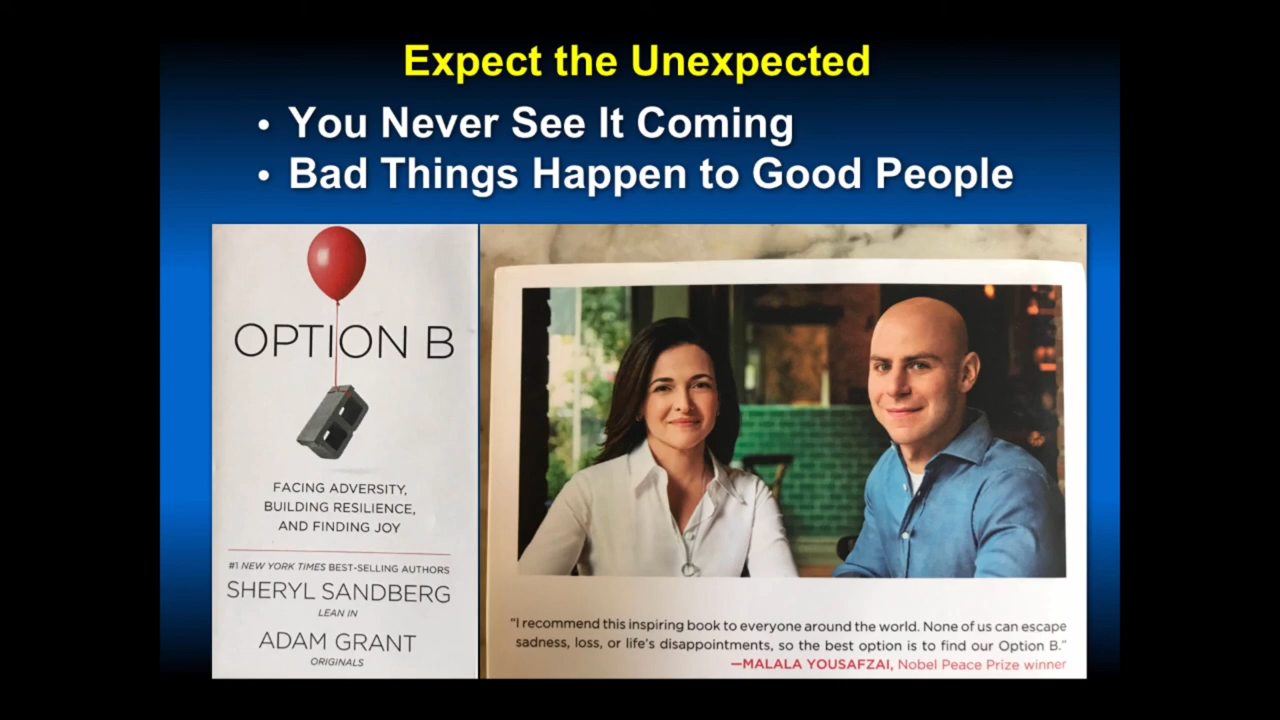 Expect the Unexpected
• You Never See It Coming
• Bad Things Happen to Good People
OPTION B
FACING ADVERSITY,
BUILDING RESILIENCE,
AND FINDING JOY
#1 NEW YORK TIMES BEST-SELLING AUTHORS
SHERYL SANDBERG
LEAN IN
ADAM GRANT
ORIGINALS
“I recommend this inspiring book to everyone around the world. None of us can escape
sadness, loss, or life’s disappointments, so the best option is to find our Option B.”
—MALALA YOUSAFZAI, Nobel Peace Prize winner